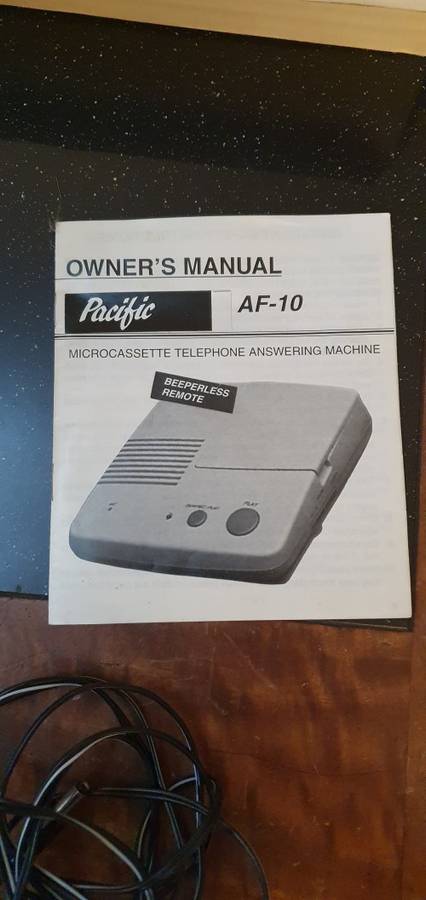 OWNER'S MANUAL
Pacific AF-10
MICROCASSETTE TELEPHONE ANSWERING MACHINE
BEEPERLESS
REMOTE
PLAY